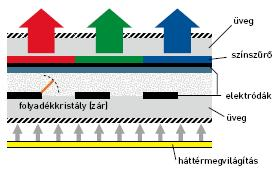 üveg
színszűrő
elektródák
folyadékkristály (zár)
üveg
háttérmegvilágítás